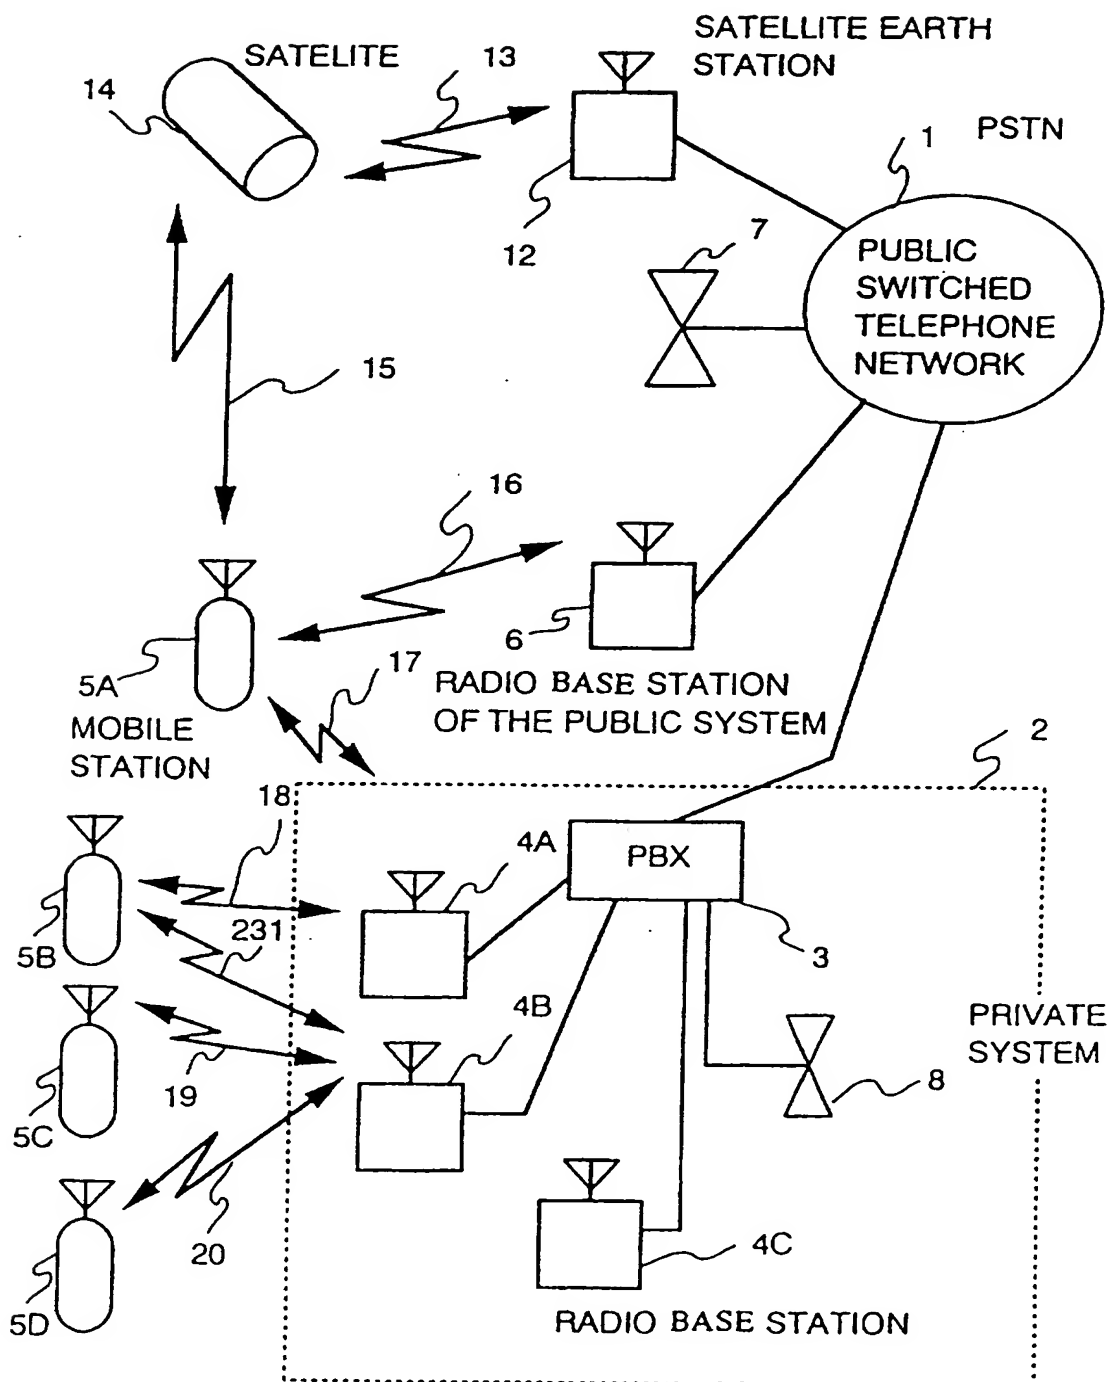 SATELITE
13
SATELLITE EARTH
STATION
14
1
PSTN
12
7
PUBLIC
SWITCHED
TELEPHONE
NETWORK
15
16
6
5A
17
RADIO BASE STATION
OF THE PUBLIC SYSTEM
MOBILE
STATION
2
18
4A
PBX
231
5B
3
4B
PRIVATE
SYSTEM
19
8
5C
20
4C
5D
RADIO BASE STATION